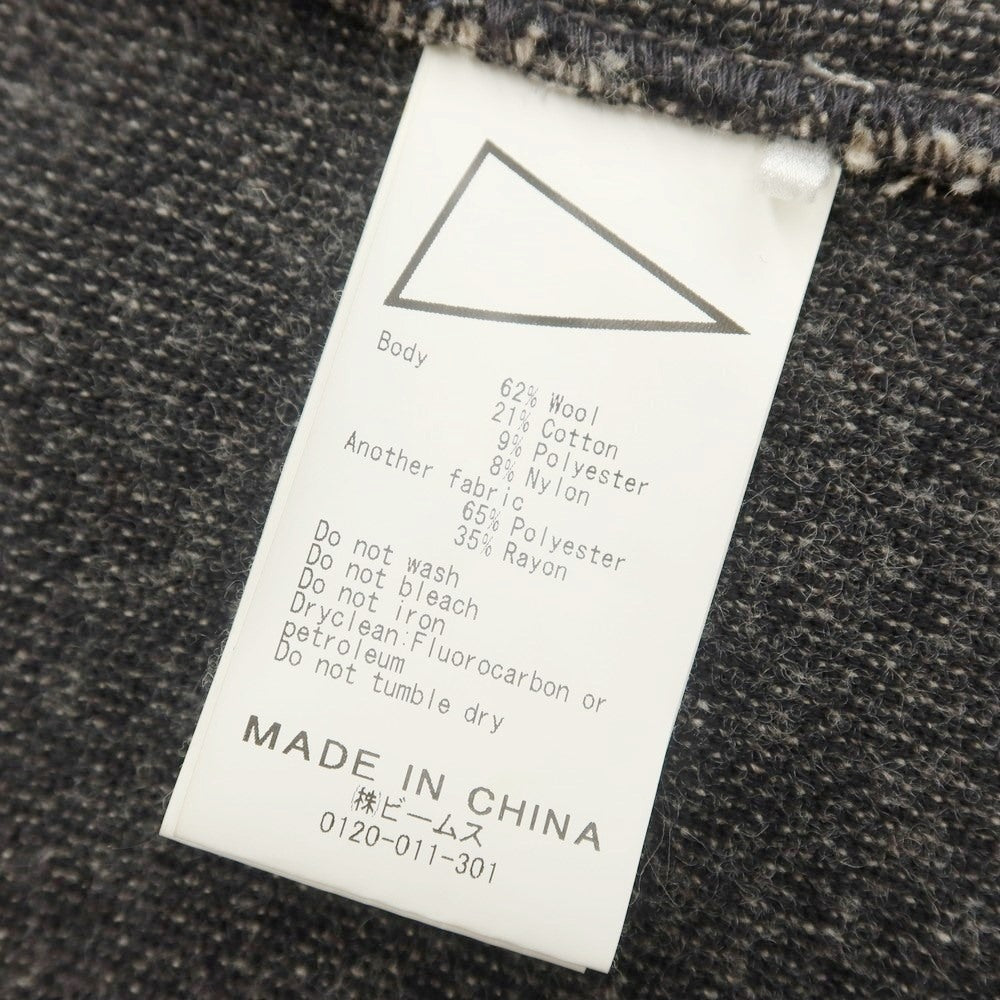 Body
62% Wool
21% Cotton
9% Polyester
8% Nylon
Another fabric
65% Polyester
35% Rayon
Do not wash
Do not bleach
Do not iron
Dryclean:Fluorocarbon or
petroleum
Do not tumble dry
MADE IN CHINA
㈱ビームス
0120-011-301